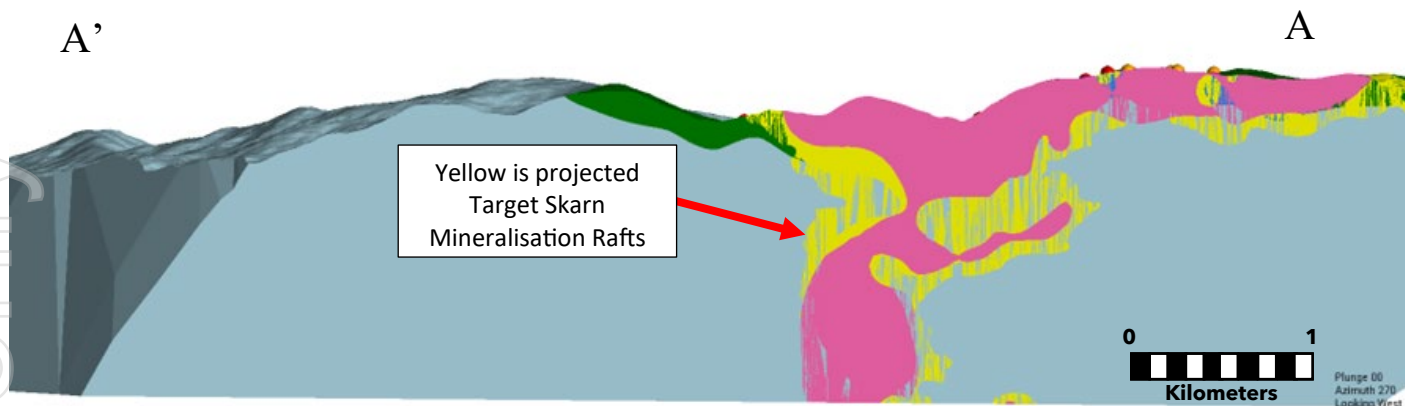 A’
A
Yellow is projected
Target Skarn
Mineralisation Rafts
0 1
Kilometers
Plunge 00
Azimuth 270
Looking West